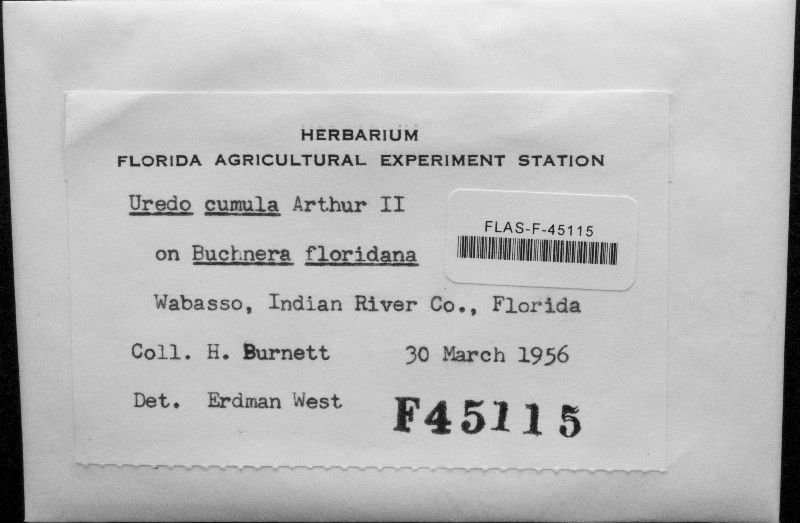 HERBARIUM
FLORIDA AGRICULTURAL EXPERIMENT STATION
Uredo cumula Arthur II
FLAS-F-45115
on Buchnera floridana
Wabasso, Indian River Co., Florida
Coll. H. Burnett 30 March 1956
Det. Erdman West
F45115